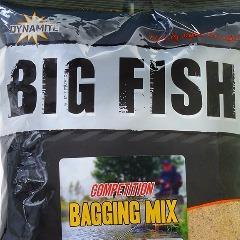 DYNAMITE
BIG FISH
COMPETITION
BAGGING MIX